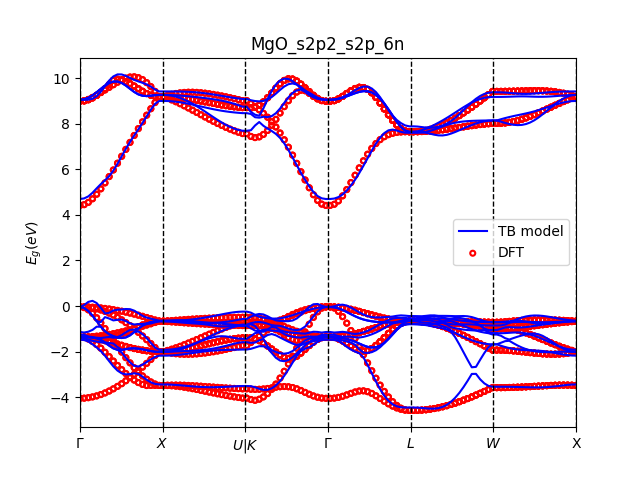 MgO_s2p2_s2p_6n
E_g(eV)
10
8
6
4
2
0
−2
−4
TB model
DFT
Γ X U|K Γ L W X